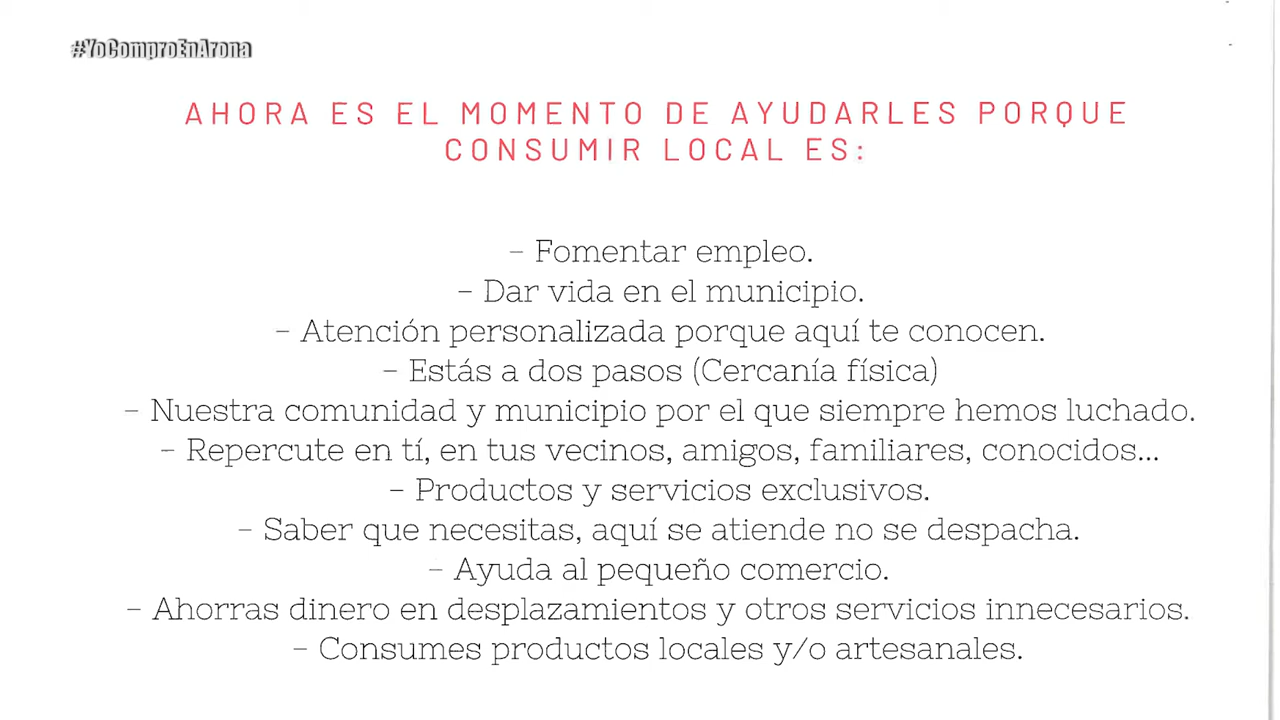 #YoComproEnArona
AHORA ES EL MOMENTO DE AYUDARLES PORQUE
CONSUMIR LOCAL ES:
- Fomentar empleo.
- Dar vida en el municipio.
- Atención personalizada porque aquí te conocen.
- Estás a dos pasos (Cercanía física)
- Nuestra comunidad y municipio por el que siempre hemos luchado.
- Repercute en tí, en tus vecinos, amigos, familiares, conocidos...
- Productos y servicios exclusivos.
- Saber que necesitas, aquí se atiende no se despacha.
- Ayuda al pequeño comercio.
- Ahorras dinero en desplazamientos y otros servicios innecesarios.
- Consumes productos locales y/o artesanales.